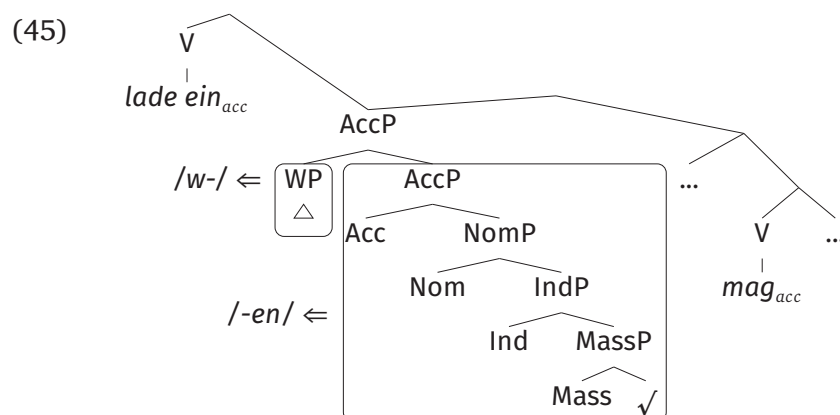 (45)
V
lade ein_acc
AccP
/w-/ ⇐ WP AccP ...
△
Acc NomP V ...
Nom IndP mag_acc
/-en/ ⇐
Ind MassP
Mass √